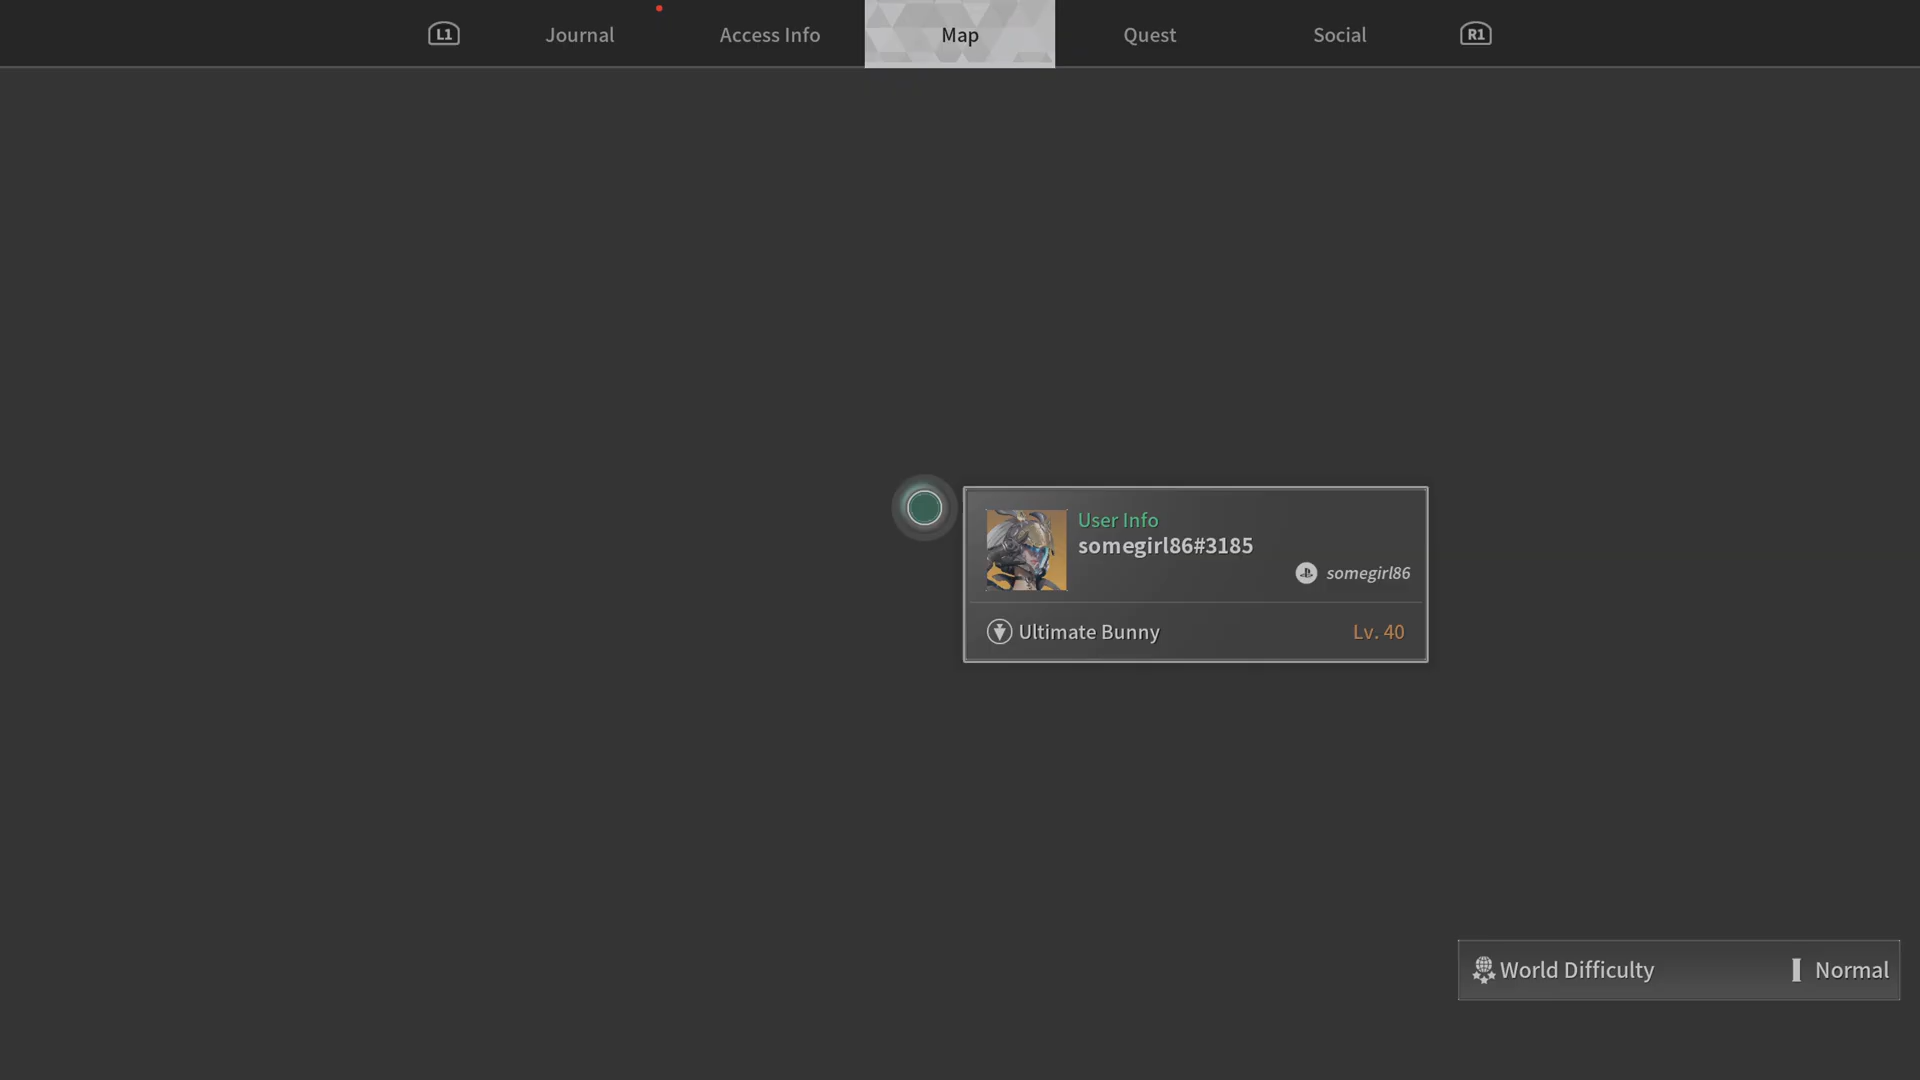 L1
Journal
Access Info
Map
Quest
Social
R1
User Info
somegirl86#3185
somegirl86
Ultimate Bunny
Lv. 40
World Difficulty
Normal